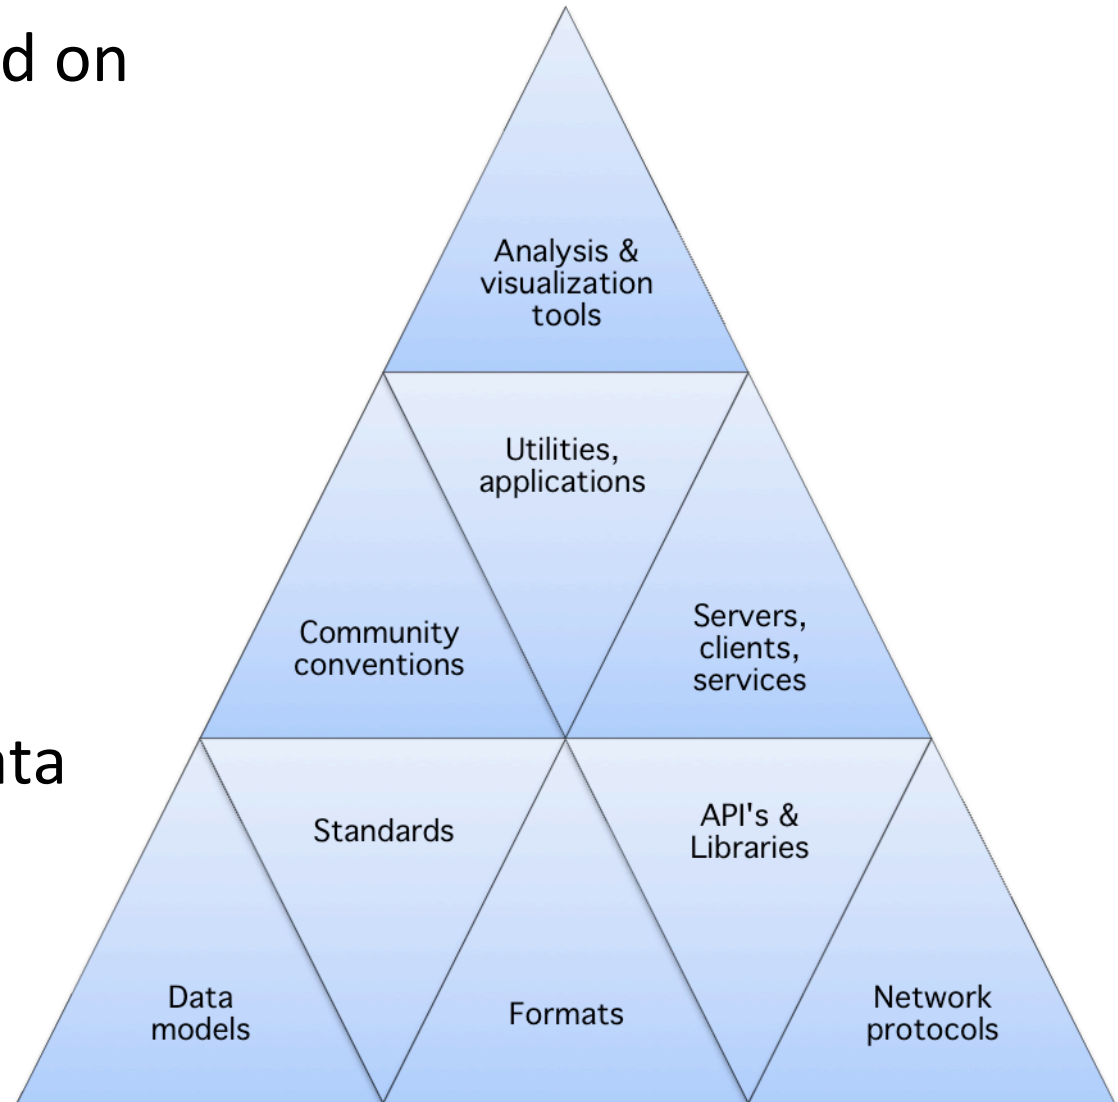 d on
Analysis &
visualization
tools
Utilities,
applications
Community
conventions
Servers,
clients,
services
ata
Standards
API's &
Libraries
Data
models
Formats
Network
protocols